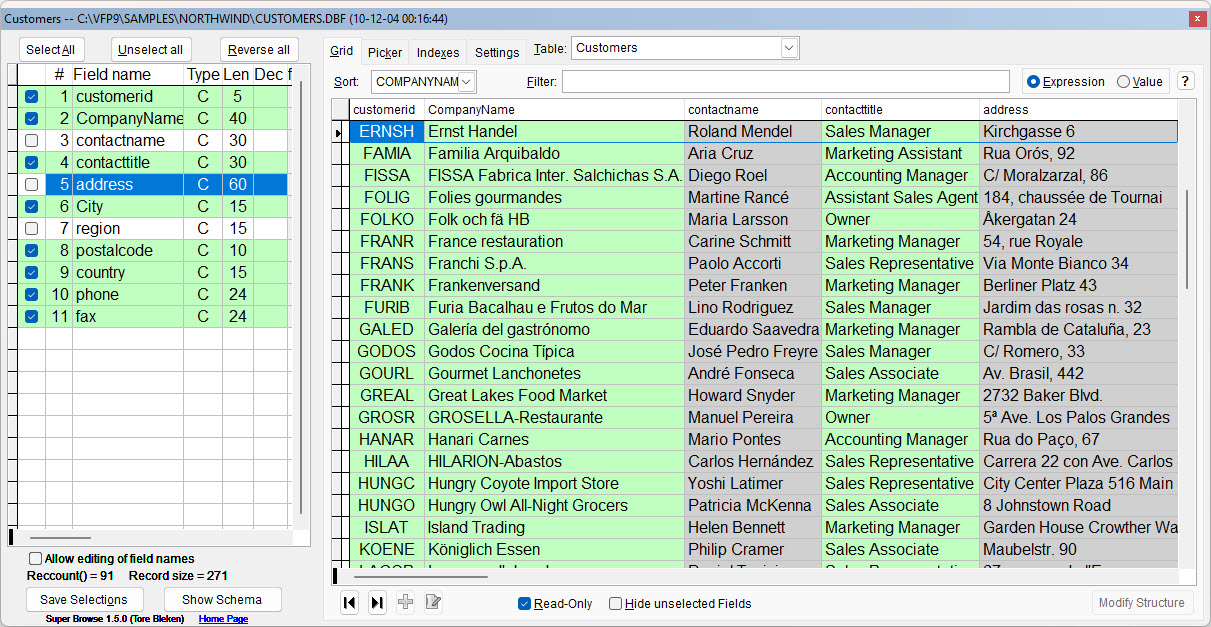 Customers -- C:\VFP9\SAMPLES\NORTHWIND\CUSTOMERS.DBF (10-12-04 00:16:44)
Select All Unselect all Reverse all
# Field name Type Len Dec f
1 customerid C 5
2 CompanyName C 40
3 contactname C 30
4 contacttitle C 30
5 address C 60
6 City C 15
7 region C 15
8 postalcode C 10
9 country C 15
10 phone C 24
11 fax C 24
Allow editing of field names
Reccount() = 91 Record size = 271
Save Selections Show Schema
Super Browse 1.5.0 (Tore Bleken) Home Page
Grid Picker Indexes Settings Table: Customers
Sort: COMPANYNAM Filter: Expression Value ?
customerid CompanyName contactname contacttitle address
ERNSH Ernst Handel Roland Mendel Sales Manager Kirchgasse 6
FAMIA Familia Arquibaldo Aria Cruz Marketing Assistant Rua Orós, 92
FISSA FISSA Fabrica Inter. Salchichas S.A. Diego Roel Accounting Manager C/ Moralzarzal, 86
FOLIG Folies gourmandes Martine Rancé Assistant Sales Agent 184, chaussée de Tournai
FOLKO Folk och fä HB Maria Larsson Owner Åkergatan 24
FRANR France restauration Carine Schmitt Marketing Manager 54, rue Royale
FRANS Franchi S.p.A. Paolo Accorti Sales Representative Via Monte Bianco 34
FRANK Frankenversand Peter Franken Marketing Manager Berliner Platz 43
FURIB Furia Bacalhau e Frutos do Mar Lino Rodriguez Sales Manager Jardim das rosas n. 32
GALED Galería del gastrónomo Eduardo Saavedra Marketing Manager Rambla de Cataluña, 23
GODOS Godos Cocina Típica José Pedro Freyre Sales Manager C/ Romero, 33
GOURL Gourmet Lanchonetes André Fonseca Sales Associate Av. Brasil, 442
GREAL Great Lakes Food Market Howard Snyder Marketing Manager 2732 Baker Blvd.
GROSR GROSELLA-Restaurante Manuel Pereira Owner 5ª Ave. Los Palos Grandes
HANAR Hanari Carnes Mario Pontes Accounting Manager Rua do Paço, 67
HILAA HILARION-Abastos Carlos Hernández Sales Representative Carrera 22 con Ave. Carlos
HUNGC Hungry Coyote Import Store Yoshi Latimer Sales Representative City Center Plaza 516 Main
HUNGO Hungry Owl All-Night Grocers Patricia McKenna Sales Associate 8 Johnstown Road
ISLAT Island Trading Helen Bennett Marketing Manager Garden House Crowther Wa
KOENE Königlich Essen Philip Cramer Sales Associate Maubelstr. 90
Read-Only Hide unselected Fields Modify Structure